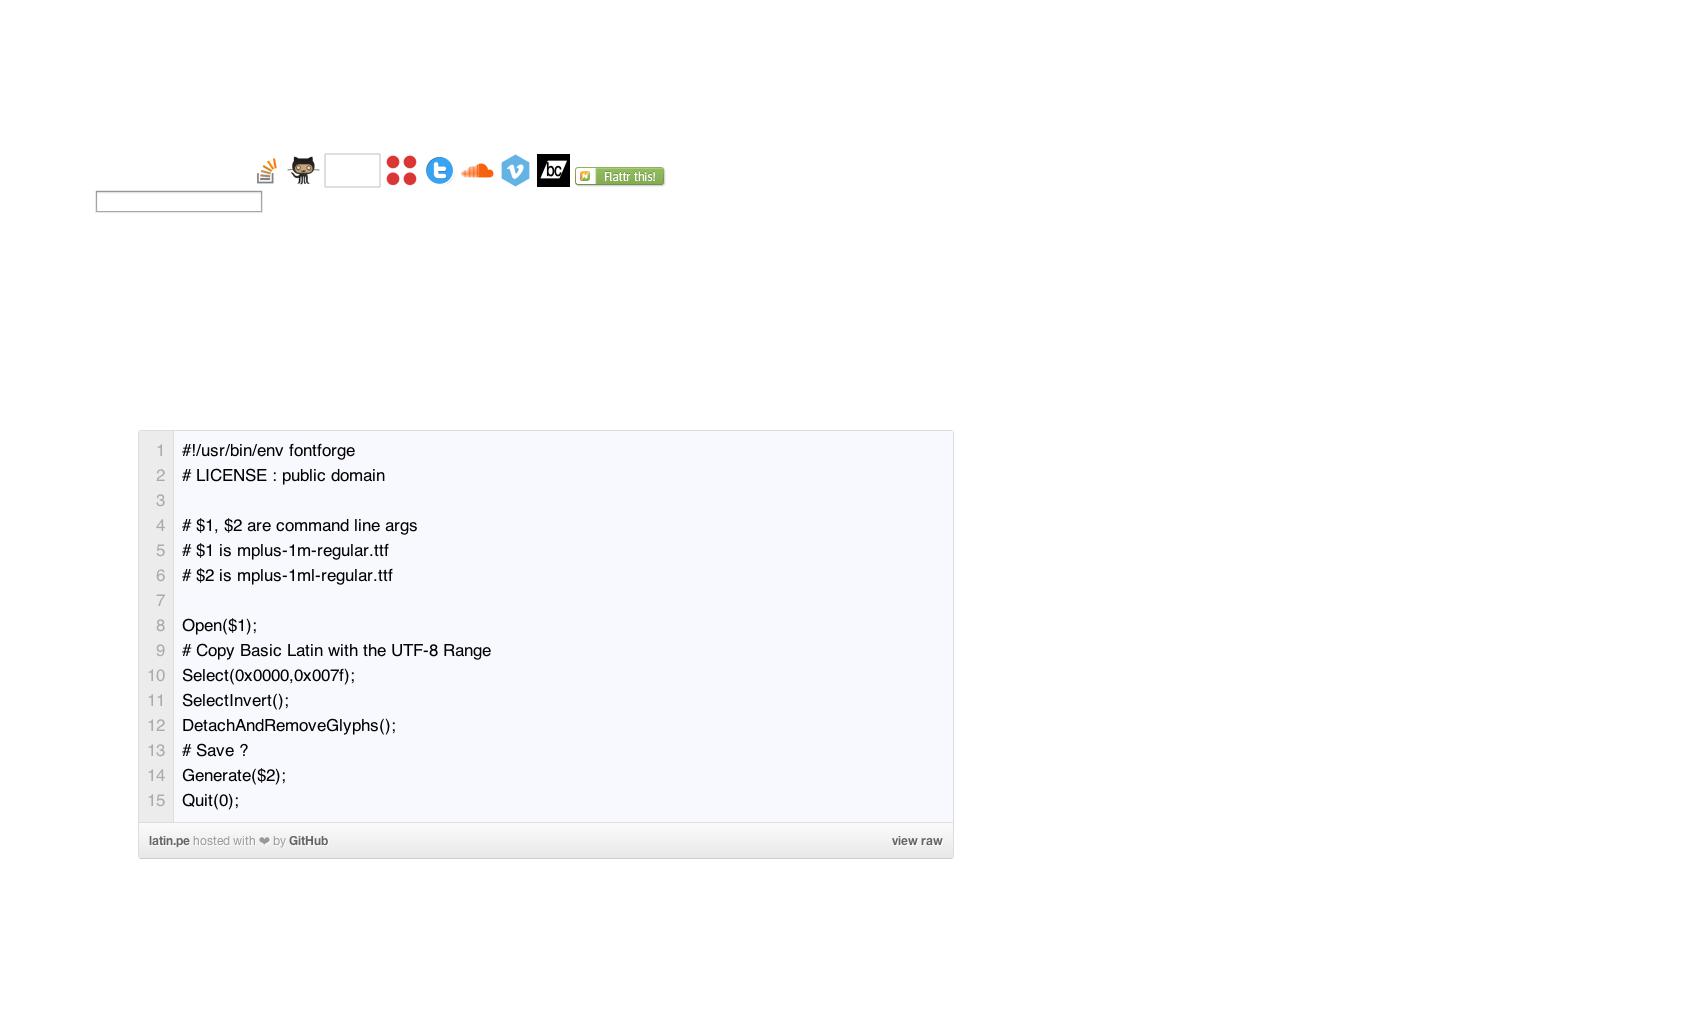 bc
Flattr this!
1 #!/usr/bin/env fontforge
2 # LICENSE : public domain
3
4 # $1, $2 are command line args
5 # $1 is mplus-1m-regular.ttf
6 # $2 is mplus-1ml-regular.ttf
7
8 Open($1);
9 # Copy Basic Latin with the UTF-8 Range
10 Select(0x0000,0x007f);
11 SelectInvert();
12 DetachAndRemoveGlyphs();
13 # Save ?
14 Generate($2);
15 Quit(0);
latin.pe hosted with ❤ by GitHub view raw